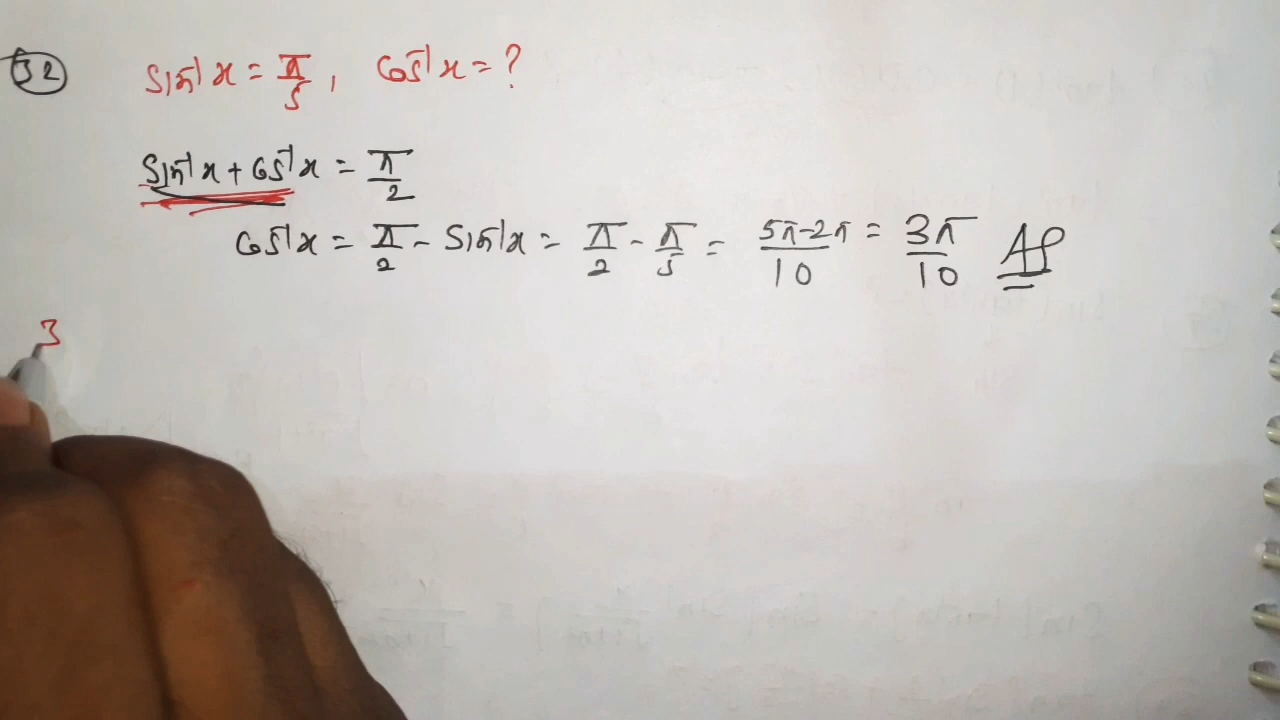 32 sin⁻¹x = π/5, cos⁻¹x = ?
sin⁻¹x + cos⁻¹x = π/2
cos⁻¹x = π/2 - sin⁻¹x = π/2 - π/5 = 5π-2π/10 = 3π/10
3